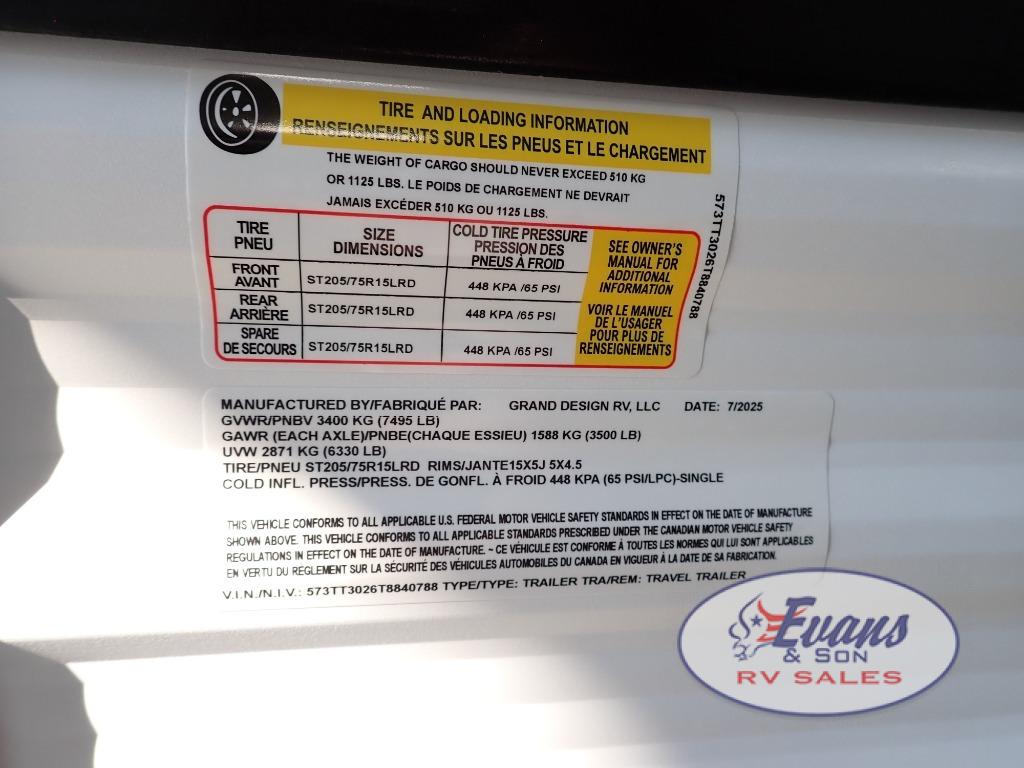 TIRE AND LOADING INFORMATION
RENSEIGNEMENTS SUR LES PNEUS ET LE CHARGEMENT
THE WEIGHT OF CARGO SHOULD NEVER EXCEED 510 KG
OR 1125 LBS. LE POIDS DE CHARGEMENT NE DEVRAIT
JAMAIS EXCÉDER 510 KG OU 1125 LBS.
TIRE
PNEU
SIZE
DIMENSIONS
COLD TIRE PRESSURE
PRESSION DES
PNEUS À FROID
FRONT
AVANT
ST205/75R15LRD
448 KPA /65 PSI
REAR
ARRIÈRE
ST205/75R15LRD
448 KPA /65 PSI
SPARE
DE SECOURS
ST205/75R15LRD
448 KPA /65 PSI
SEE OWNER'S
MANUAL FOR
ADDITIONAL
INFORMATION
VOIR LE MANUEL
DE L'USAGER
POUR PLUS DE
RENSEIGNEMENTS
573TT3026T8840788
MANUFACTURED BY/FABRIQUÉ PAR: GRAND DESIGN RV, LLC DATE: 7/2025
GVWR/PNBV 3400 KG (7495 LB)
GAWR (EACH AXLE)/PNBE(CHAQUE ESSIEU) 1588 KG (3500 LB)
UVW 2871 KG (6330 LB)
TIRE/PNEU ST205/75R15LRD RIMS/JANTE15X5J 5X4.5
COLD INFL. PRESS/PRESS. DE GONFL. À FROID 448 KPA (65 PSI/LPC)-SINGLE
THIS VEHICLE CONFORMS TO ALL APPLICABLE U.S. FEDERAL MOTOR VEHICLE SAFETY STANDARDS IN EFFECT ON THE DATE OF MANUFACTURE
SHOWN ABOVE. THIS VEHICLE CONFORMS TO ALL APPLICABLE STANDARDS PRESCRIBED UNDER THE CANADIAN MOTOR VEHICLE SAFETY
REGULATIONS IN EFFECT ON THE DATE OF MANUFACTURE. ~ CE VÉHICULE EST CONFORME À TOUTES LES NORMES QUI LUI SONT APPLICABLES
EN VERTU DU REGLEMENT SUR LA SÉCURITÉ DES VÉHICULES AUTOMOBILES DU CANADA EN VIGUEUR À LA DATE DE SA FABRICATION.
V.I.N./N.I.V.: 573TT3026T8840788 TYPE/TYPE: TRAILER TRA/REM: TRAVEL TRAILER
Evans
& SON
RV SALES